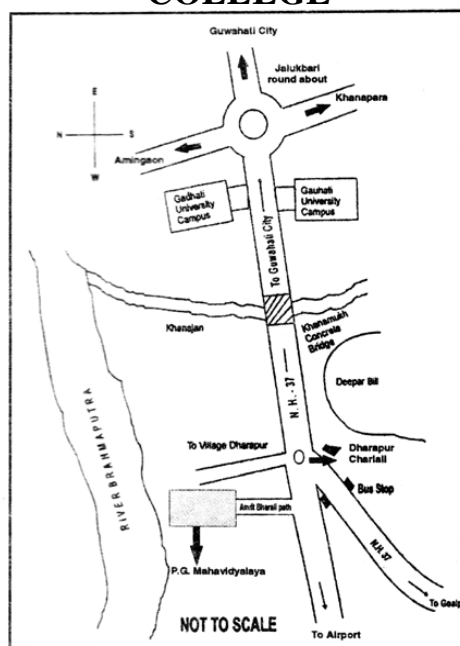 COLLEGE
Guwahati City
Jalukbari
round about
Khanapara
E
N
S
W
Amingaon
Gauhati
University
Campus
Gauhati
University
Campus
To Guwahati City
Khanajan
Khanamukh
Concrete
Bridge
Deepar Bill
N. H. - 37
RIVER BRAHMAPUTRA
To Village Dharapur
Dharapur
Chariali
Bus Stop
Amrit Bharali path
N.H. 37
P.G. Mahavidyalaya
To Goalp
NOT TO SCALE
To Airport